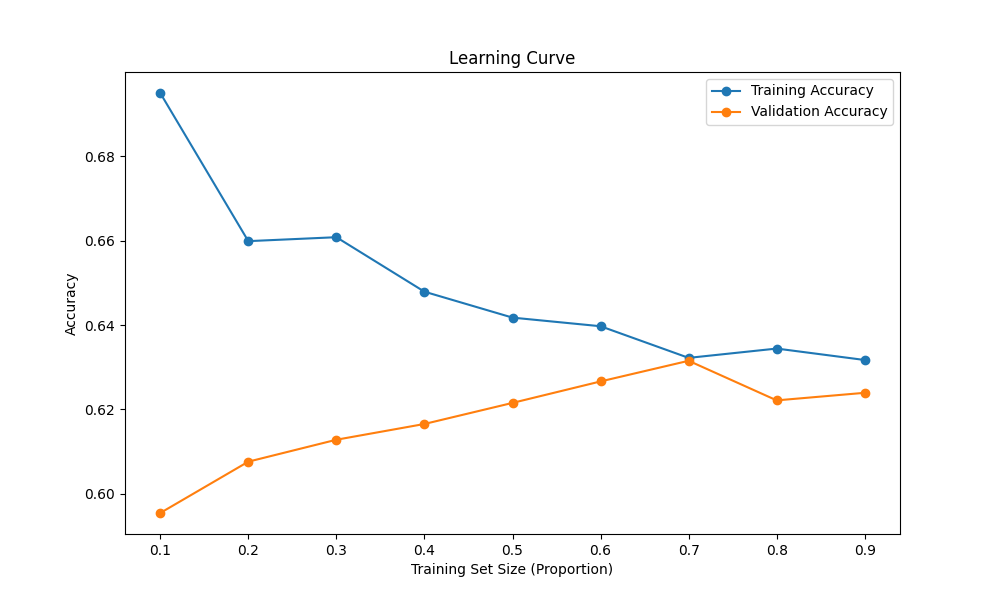 Learning Curve
Training Accuracy
Validation Accuracy
Accuracy
0.68
0.66
0.64
0.62
0.60
0.1 0.2 0.3 0.4 0.5 0.6 0.7 0.8 0.9
Training Set Size (Proportion)